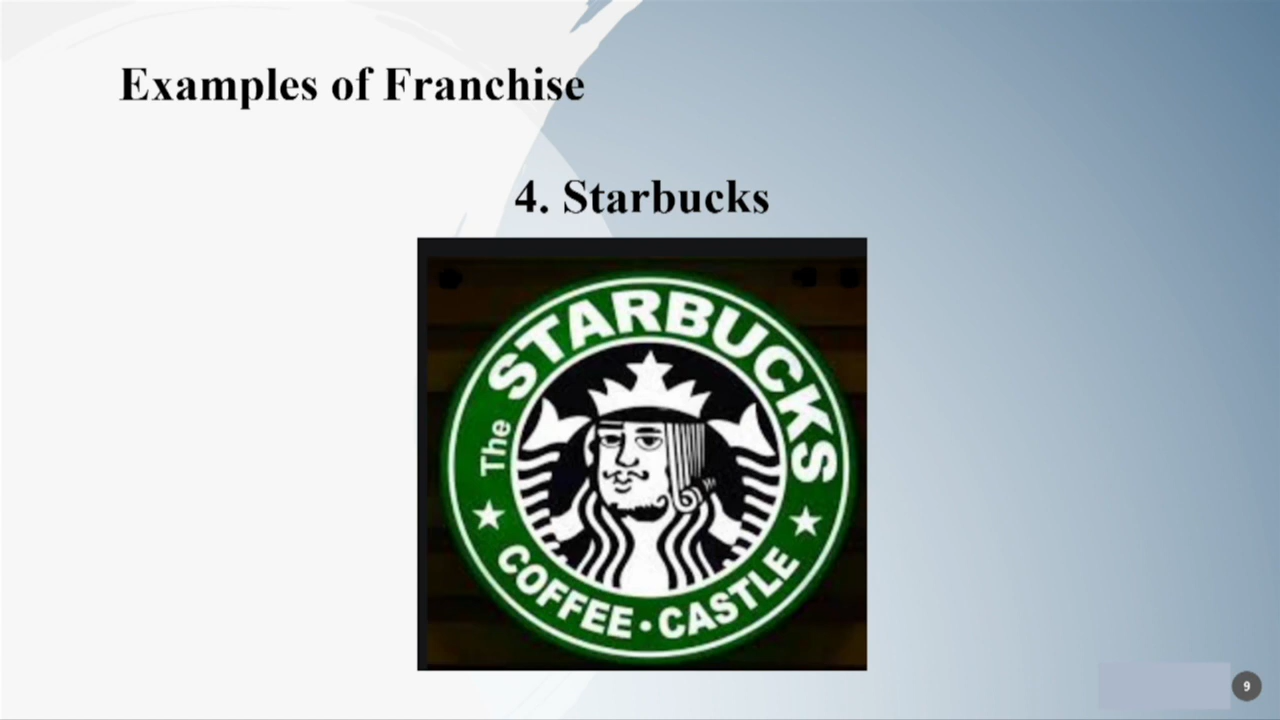 Examples of Franchise
4. Starbucks
The STARBUCKS
COFFEE • CASTLE
9